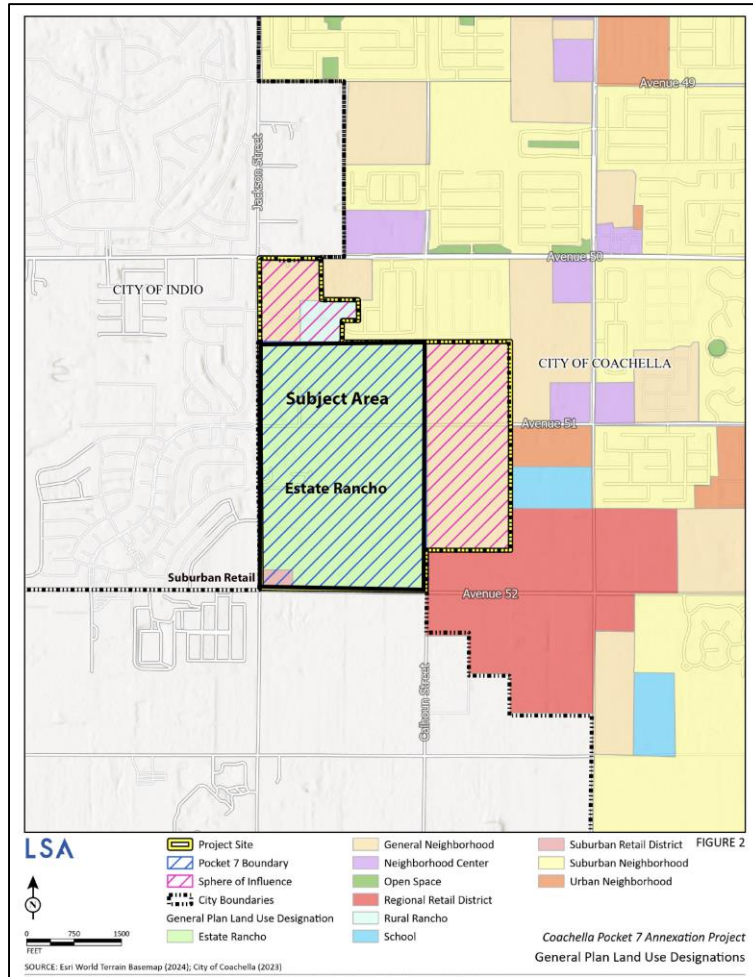 Avenue 49
Jackson Street
Avenue 50
CITY OF INDIO
CITY OF COACHELLA
Subject Area
Avenue 51
Estate Rancho
Suburban Retail
Avenue 52
Calhoun Street
LSA
N
0 750 1500
FEET
Project Site
Pocket 7 Boundary
Sphere of Influence
City Boundaries
General Plan Land Use Designation
Estate Rancho
General Neighborhood
Neighborhood Center
Open Space
Regional Retail District
Rural Rancho
School
Suburban Retail District
Suburban Neighborhood
Urban Neighborhood
FIGURE 2
Coachella Pocket 7 Annexation Project
General Plan Land Use Designations
SOURCE: Esri World Terrain Basemap (2024); City of Coachella (2023)